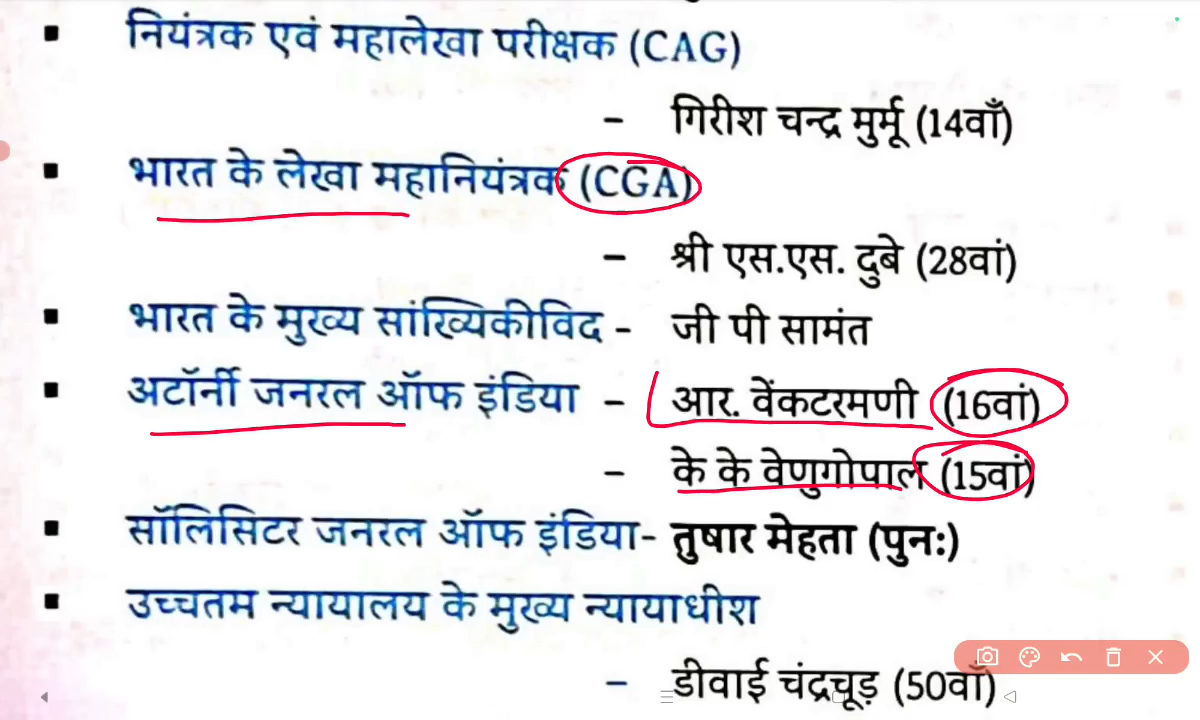 ▪ नियंत्रक एवं महालेखा परीक्षक (CAG)
– गिरीश चन्द्र मुर्मू (14वाँ)
▪ भारत के लेखा महानियंत्रक (CGA)
– श्री एस.एस. दुबे (28वां)
▪ भारत के मुख्य सांख्यिकीविद - जी पी सामंत
▪ अटॉर्नी जनरल ऑफ इंडिया – आर. वेंकटरमणी (16वां)
– के के वेणुगोपाल (15वां)
▪ सॉलिसिटर जनरल ऑफ इंडिया- तुषार मेहता (पुनः)
▪ उच्चतम न्यायालय के मुख्य न्यायाधीश
– डीवाई चंद्रचूड़ (50वाँ)